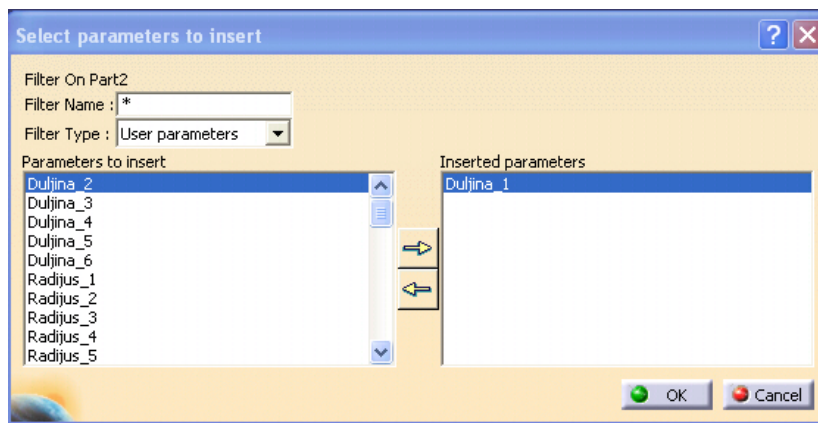 Select parameters to insert
?
Filter On Part2
Filter Name : *
Filter Type : User parameters
Parameters to insert
Duljina_2
Duljina_3
Duljina_4
Duljina_5
Duljina_6
Radijus_1
Radijus_2
Radijus_3
Radijus_4
Radijus_5
Inserted parameters
Duljina_1
OK
Cancel